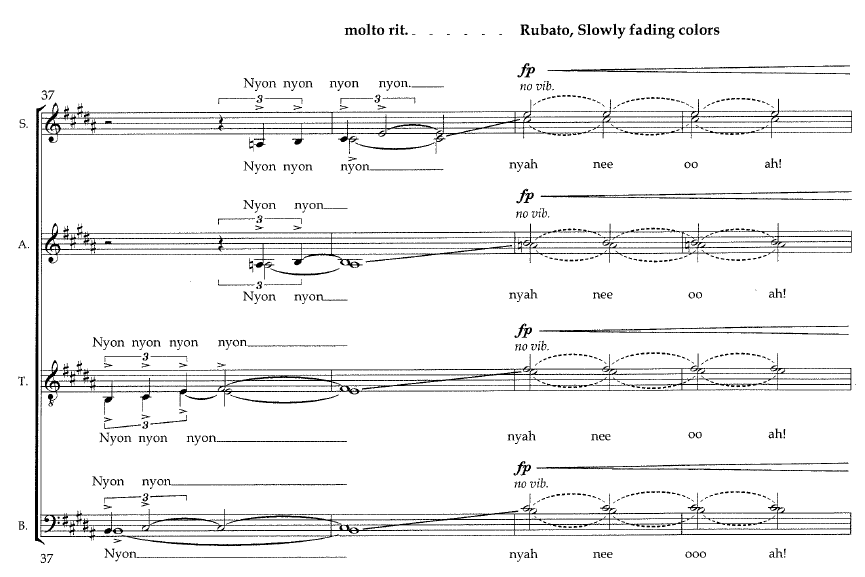 molto rit. Rubato, Slowly fading colors
Nyon nyon nyon nyon. fp
no vib.
37
3 3
S.
Nyon nyon nyon nyah nee oo ah!
fp
Nyon nyon no vib.
3
A.
3
Nyon nyon nyah nee oo ah!
fp
Nyon nyon nyon nyon no vib.
3
T.
8
3
Nyon nyon nyon nyah nee oo ah!
fp
Nyon nyon no vib.
3
B.
Nyon nyah nee ooo ah!
37